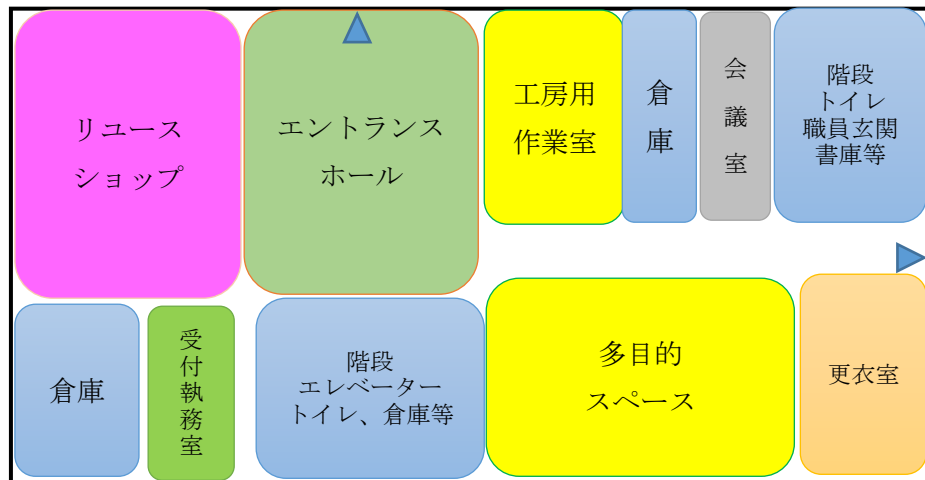 リユース
ショップ
エントランス
ホール
工房用
作業室
倉庫
会議室
階段
トイレ
職員玄関
書庫等
倉庫
受付執務室
階段
エレベーター
トイレ、倉庫等
多目的
スペース
更衣室